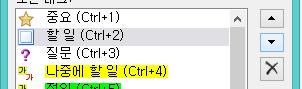 중요 (Ctrl+1)
할 일 (Ctrl+2)
질문 (Ctrl+3)
나중에 할 일 (Ctrl+4)